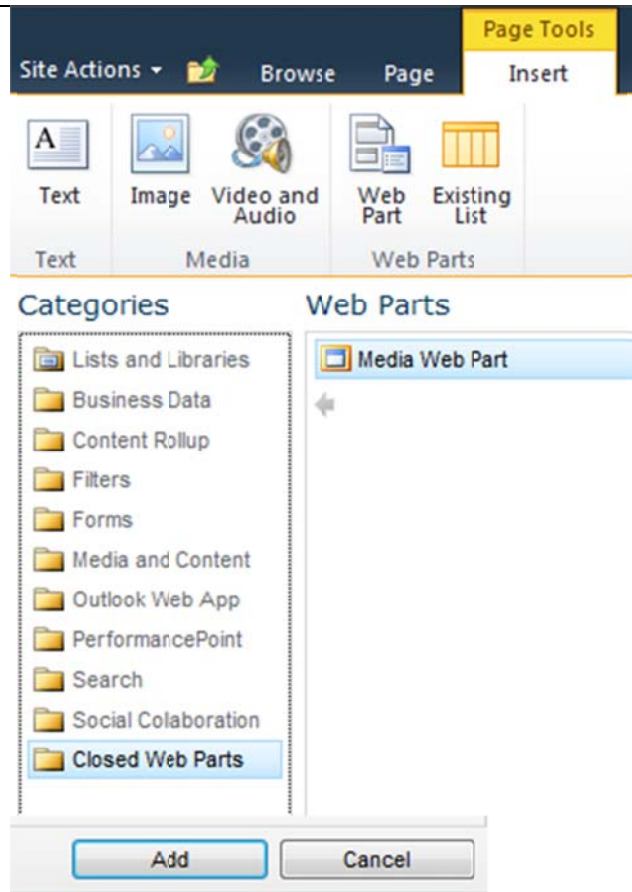 Page Tools
Site Actions Browse Page Insert
A
Text Image Video and Audio Web Part Existing List
Text Media Web Parts
Categories Web Parts
Lists and Libraries Media Web Part
Business Data
Content Rollup
Filters
Forms
Media and Content
Outlook Web App
PerformancePoint
Search
Social Colaboration
Closed Web Parts
Add Cancel